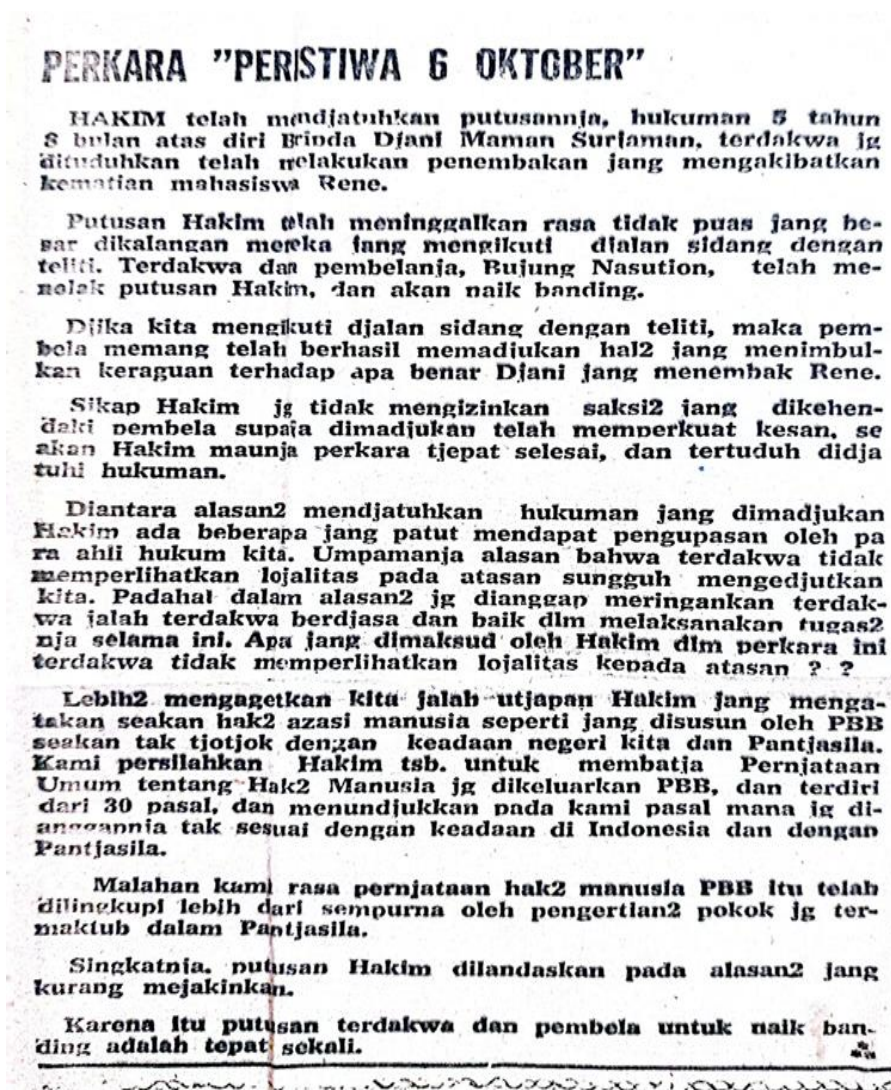 PERKARA "PERISTIWA 6 OKTOBER"
HAKIM telah mendjatuhkan putusannja, hukuman 5 tahun
8 bulan atas diri Brinda Djani Maman Surjaman, terdakwa jg
dituduhkan telah melakukan penembakan jang mengakibatkan
kematian mahasiswa Rene.
Putusan Hakim telah meninggalkan rasa tidak puas jang be-
sar dikalangan mereka jang mengikuti djalan sidang dengan
teliti. Terdakwa dan pembelanja, Bujung Nasution, telah me-
nolak putusan Hakim, dan akan naik banding.
Djika kita mengikuti djalan sidang dengan teliti, maka pem-
bela memang telah berhasil memadjukan hal2 jang menimbul-
kan keraguan terhadap apa benar Djani jang menembak Rene.
Sikap Hakim jg tidak mengizinkan saksi2 jang dikehen-
daki pembela supaja dimadjukan telah memperkuat kesan, se
akan Hakim maunja perkara tjepat selesai, dan tertuduh didja
tuhi hukuman.
Diantara alasan2 mendjatuhkan hukuman jang dimadjukan
Hakim ada beberapa jang patut mendapat pengupasan oleh pa
ra ahli hukum kita. Umpamanja alasan bahwa terdakwa tidak
memperlihatkan lojalitas pada atasan sungguh mengedjutkan
kita. Padahal dalam alasan2 jg dianggap meringankan terdak-
wa jalah terdakwa berdjasa dan baik dlm melaksanakan tugas2
nja selama ini. Apa jang dimaksud oleh Hakim dlm perkara ini
terdakwa tidak memperlihatkan lojalitas kepada atasan ? ?
Lebih2 mengagetkan kita jalah utjapan Hakim jang menga-
takan seakan hak2 azasi manusia seperti jang disusun oleh PBB
seakan tak tjotjok dengan keadaan negeri kita dan Pantjasila.
Kami persilahkan Hakim tsb. untuk membatja Pernjataan
Umum tentang Hak2 Manusia jg dikeluarkan PBB, dan terdiri
dari 30 pasal, dan menundjukkan pada kami pasal mana jg di-
anggapnja tak sesuai dengan keadaan di Indonesia dan dengan
Pantjasila.
Malahan kami rasa pernjataan hak2 manusia PBB itu telah
dilingkupi lebih dari sempurna oleh pengertian2 pokok jg ter-
maktub dalam Pantjasila.
Singkatnja, putusan Hakim dilandaskan pada alasan2 jang
kurang mejakinkan.
Karena itu putusan terdakwa dan pembela untuk naik ban-
ding adalah tepat sekali.